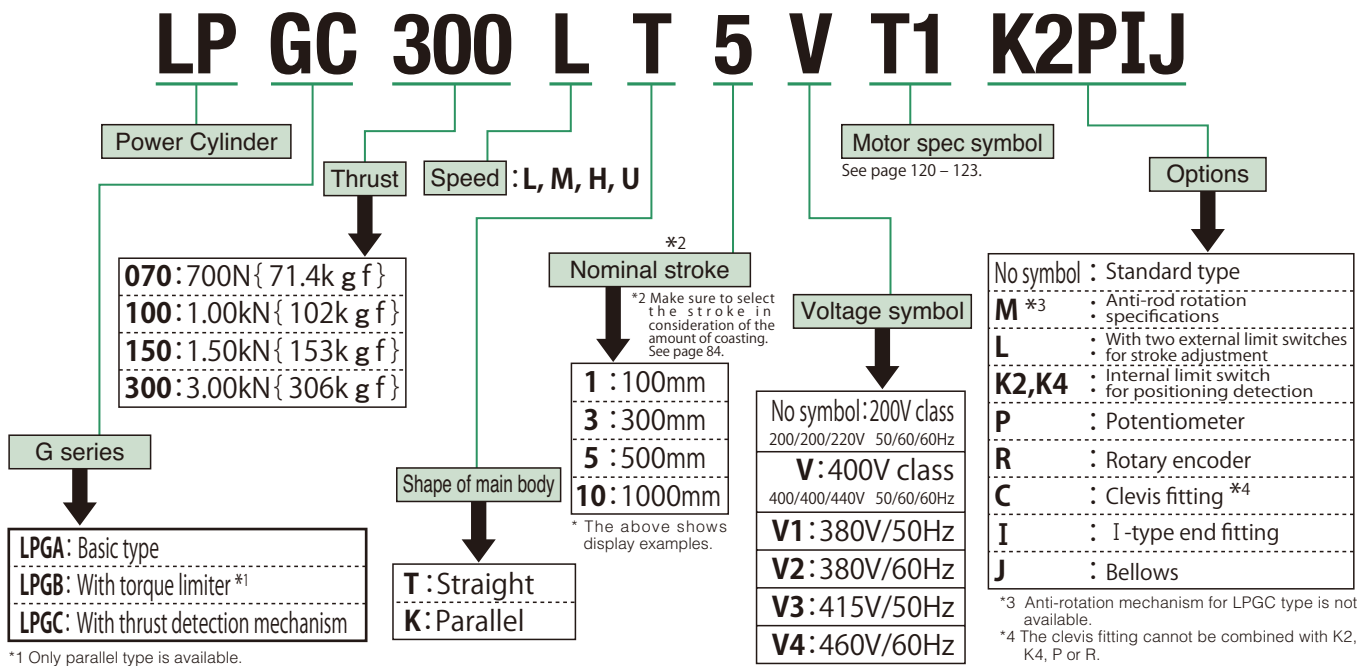 LP GC 300 L T 5 V T1 K2PIJ
Power Cylinder
Thrust
Speed : L, M, H, U
Motor spec symbol
See page 120 – 123.
Options
070:700N{ 71.4k g f }
100:1.00kN{ 102k g f }
150:1.50kN{ 153k g f }
300:3.00kN{ 306k g f }
*2
Nominal stroke
*2 Make sure to select
the stroke in
consideration of the
amount of coasting.
See page 84.
1 :100mm
3 :300mm
5 :500mm
10:1000mm
* The above shows
display examples.
Voltage symbol
No symbol:200V class
200/200/220V 50/60/60Hz
V:400V class
400/400/440V 50/60/60Hz
V1:380V/50Hz
V2:380V/60Hz
V3:415V/50Hz
V4:460V/60Hz
No symbol : Standard type
M *3 : Anti-rod rotation
: specifications
L : With two external limit switches
for stroke adjustment
K2,K4 : Internal limit switch
for positioning detection
P : Potentiometer
R : Rotary encoder
C : Clevis fitting *4
I : I-type end fitting
J : Bellows
*3 Anti-rotation mechanism for LPGC type is not
available.
*4 The clevis fitting cannot be combined with K2,
K4, P or R.
G series
LPGA: Basic type
LPGB: With torque limiter *1
LPGC: With thrust detection mechanism
*1 Only parallel type is available.
Shape of main body
T:Straight
K:Parallel